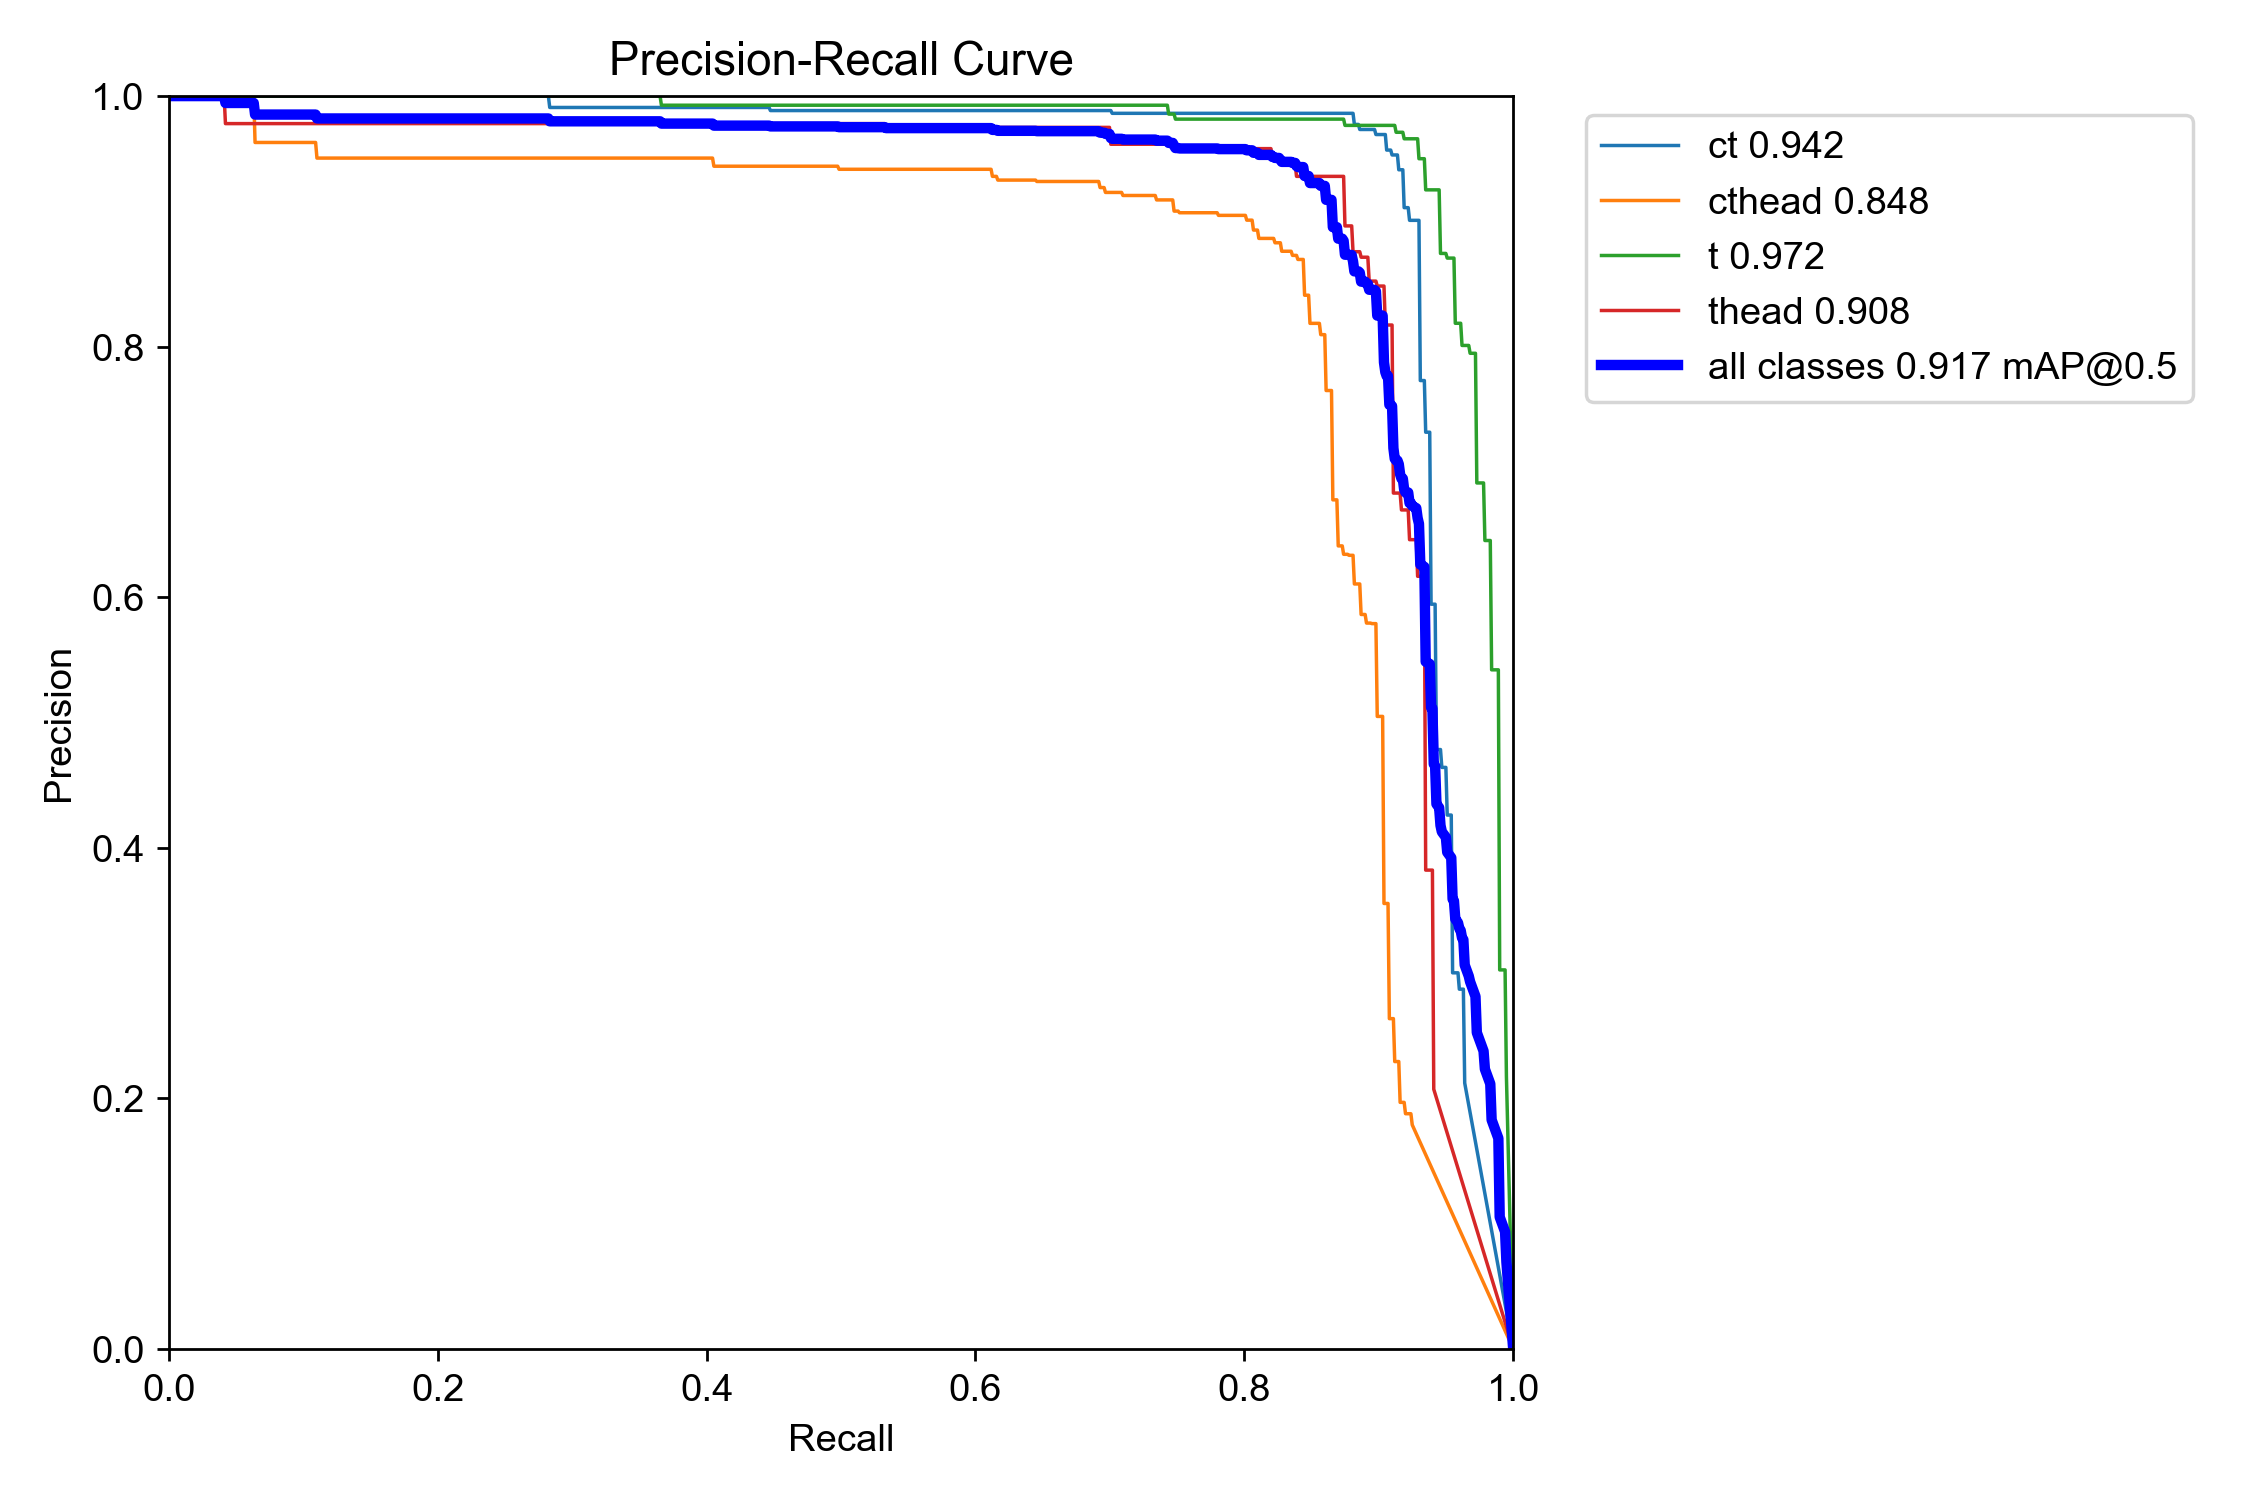 Precision-Recall Curve
1.0
0.8
0.6
0.4
0.2
0.0
Precision
0.0 0.2 0.4 0.6 0.8 1.0
Recall
ct 0.942
cthead 0.848
t 0.972
thead 0.908
all classes 0.917 mAP@0.5